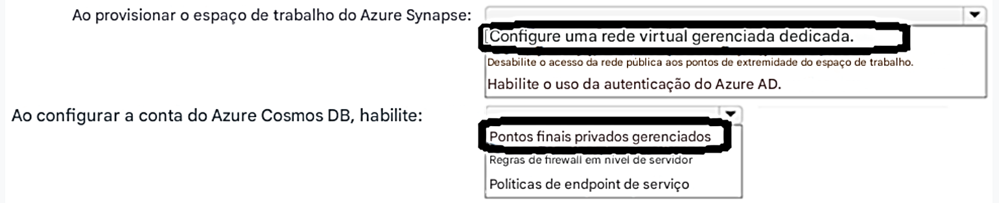 Ao provisionar o espaço de trabalho do Azure Synapse:
Configure uma rede virtual gerenciada dedicada.
Desabilite o acesso da rede pública aos pontos de extremidade do espaço de trabalho.
Habilite o uso da autenticação do Azure AD.
Ao configurar a conta do Azure Cosmos DB, habilite:
Pontos finais privados gerenciados
Regras de firewall em nível de servidor
Políticas de endpoint de serviço